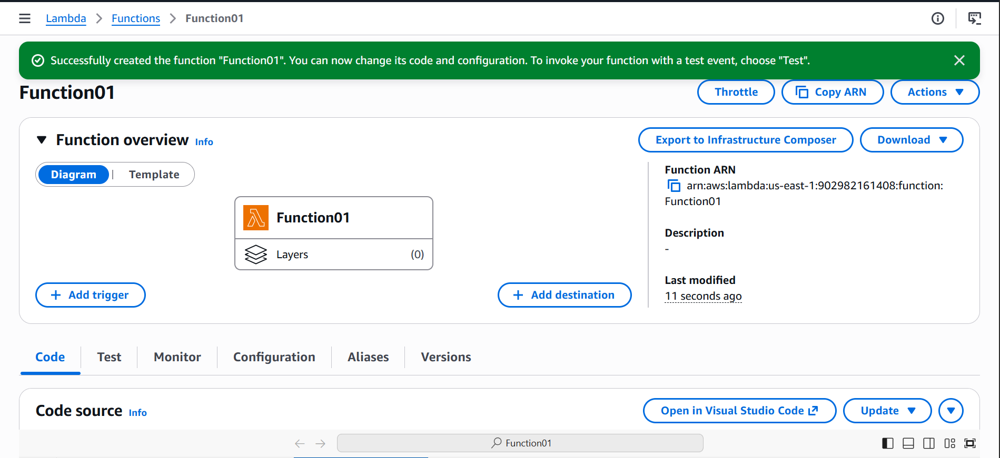 Lambda > Functions > Function01
Successfully created the function "Function01". You can now change its code and configuration. To invoke your function with a test event, choose "Test".
Function01
Throttle
Copy ARN
Actions
Function overview Info
Export to Infrastructure Composer
Download
Diagram | Template
Function01
Layers (0)
+ Add trigger
+ Add destination
Function ARN
arn:aws:lambda:us-east-1:902982161408:function:
Function01
Description
-
Last modified
11 seconds ago
Code
Test
Monitor
Configuration
Aliases
Versions
Code source Info
Open in Visual Studio Code
Update
Function01